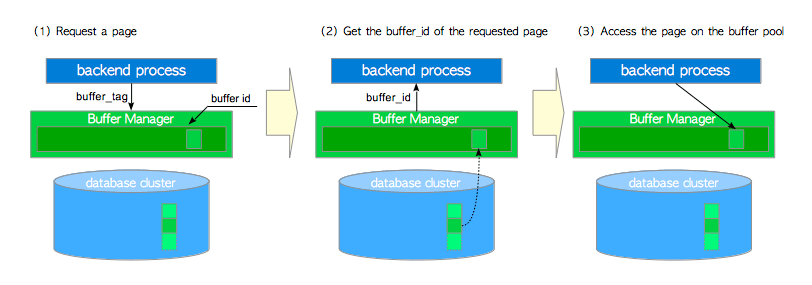 (1) Request a page
(2) Get the buffer_id of the requested page
(3) Access the page on the buffer pool
backend process
backend process
backend process
buffer_tag
buffer id
buffer_id
Buffer Manager
Buffer Manager
Buffer Manager
database cluster
database cluster
database cluster